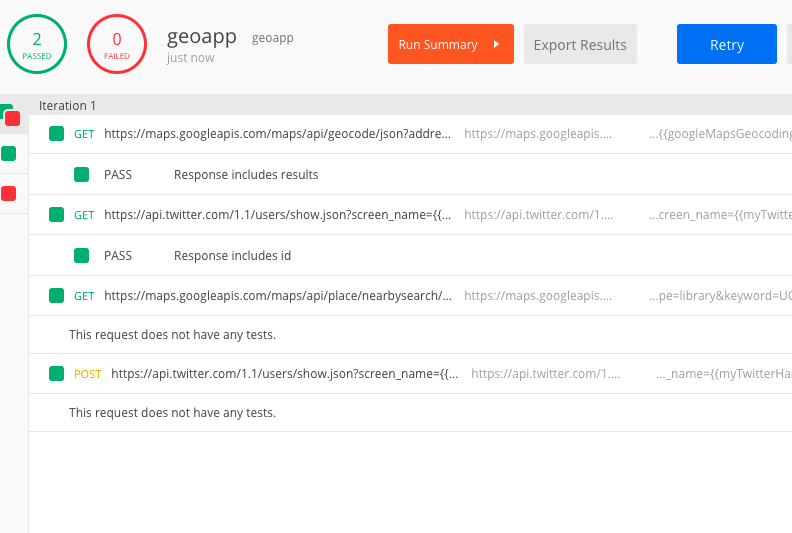 2
PASSED
0
FAILED
geoapp geoapp
just now
Run Summary
Export Results
Retry
Iteration 1
GET https://maps.googleapis.com/maps/api/geocode/json?addre... https://maps.googleapis.... ...{{googleMapsGeocoding
PASS Response includes results
GET https://api.twitter.com/1.1/users/show.json?screen_name={{... https://api.twitter.com/1.... ...creen_name={{myTwitte
PASS Response includes id
GET https://maps.googleapis.com/maps/api/place/nearbysearch/... https://maps.googleapis.... ...pe=library&keyword=UC
This request does not have any tests.
POST https://api.twitter.com/1.1/users/show.json?screen_name={{... https://api.twitter.com/1.... ..._name={{myTwitterHa
This request does not have any tests.